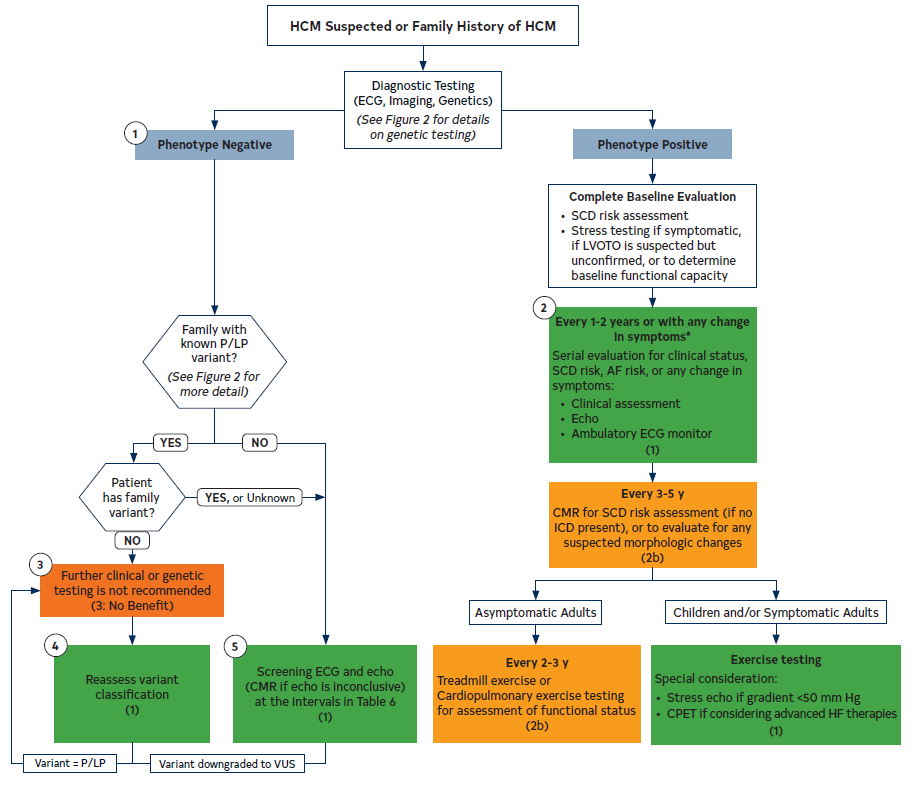 HCM Suspected or Family History of HCM
Diagnostic Testing
(ECG, Imaging, Genetics)
(See Figure 2 for details
on genetic testing)
1
Phenotype Negative
Phenotype Positive
Complete Baseline Evaluation
• SCD risk assessment
• Stress testing if symptomatic,
if LVOTO is suspected but
unconfirmed, or to determine
baseline functional capacity
2
Every 1-2 years or with any change
in symptoms*
Serial evaluation for clinical status,
SCD risk, AF risk, or any change in
symptoms:
• Clinical assessment
• Echo
• Ambulatory ECG monitor
(1)
Family with
known P/LP
variant?
(See Figure 2 for
more detail)
YES
NO
Patient
has family
variant?
YES, or Unknown
NO
Every 3-5 y
CMR for SCD risk assessment (if no
ICD present), or to evaluate for any
suspected morphologic changes
(2b)
3
Further clinical or genetic
testing is not recommended
(3: No Benefit)
Asymptomatic Adults
Children and/or Symptomatic Adults
4
Reassess variant
classification
(1)
5
Screening ECG and echo
(CMR if echo is inconclusive)
at the intervals in Table 6
(1)
Every 2-3 y
Treadmill exercise or
Cardiopulmonary exercise testing
for assessment of functional status
(2b)
Exercise testing
Special consideration:
• Stress echo if gradient <50 mm Hg
• CPET if considering advanced HF therapies
(1)
Variant = P/LP
Variant downgraded to VUS